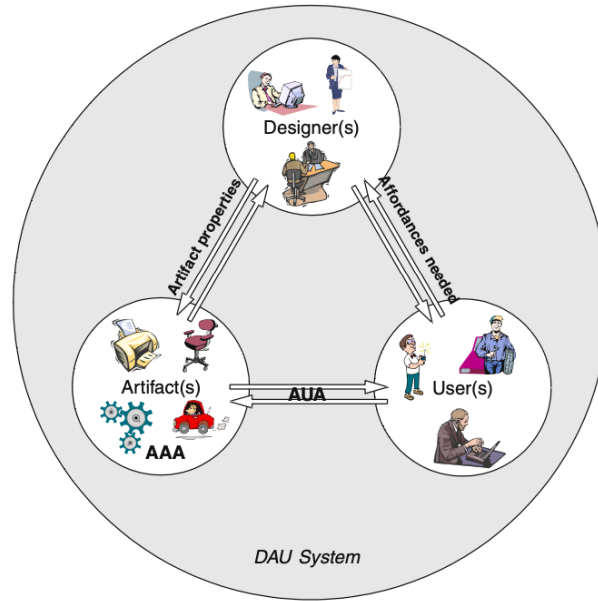 Designer(s)
Artifact properties
Affordances needed
Artifact(s)
AUA
User(s)
AAA
DAU System